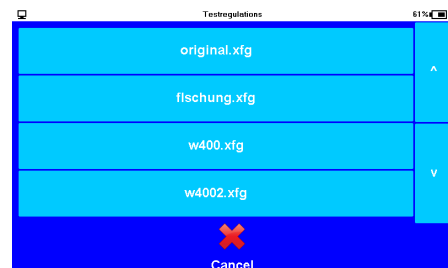 Testregulations
61%
original.xfg
flschung.xfg
^
w400.xfg
w4002.xfg
v
Cancel